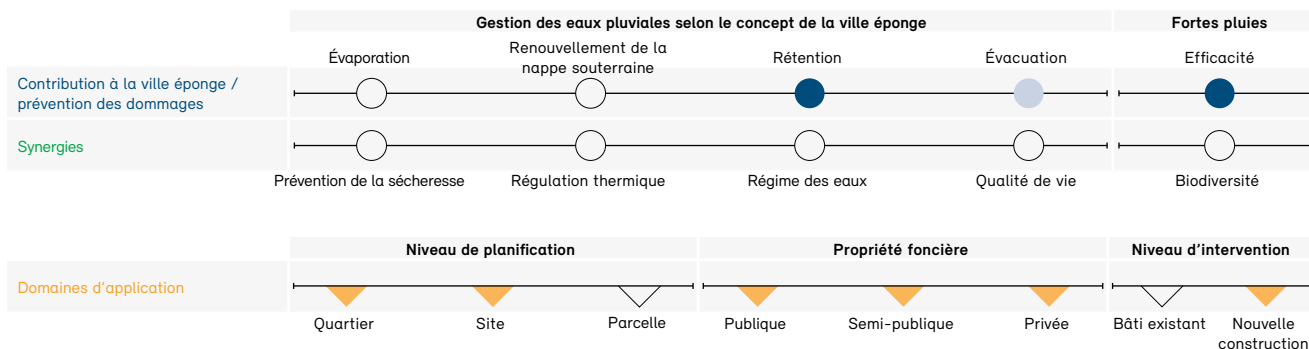 Gestion des eaux pluviales selon le concept de la ville éponge
Fortes pluies
Évaporation
Renouvellement de la
nappe souterraine
Rétention
Évacuation
Efficacité
Contribution à la ville éponge /
prévention des dommages
Synergies
Prévention de la sécheresse
Régulation thermique
Régime des eaux
Qualité de vie
Biodiversité
Niveau de planification
Propriété foncière
Niveau d'intervention
Domaines d'application
Quartier
Site
Parcelle
Publique
Semi-publique
Privée
Bâti existant
Nouvelle
construction